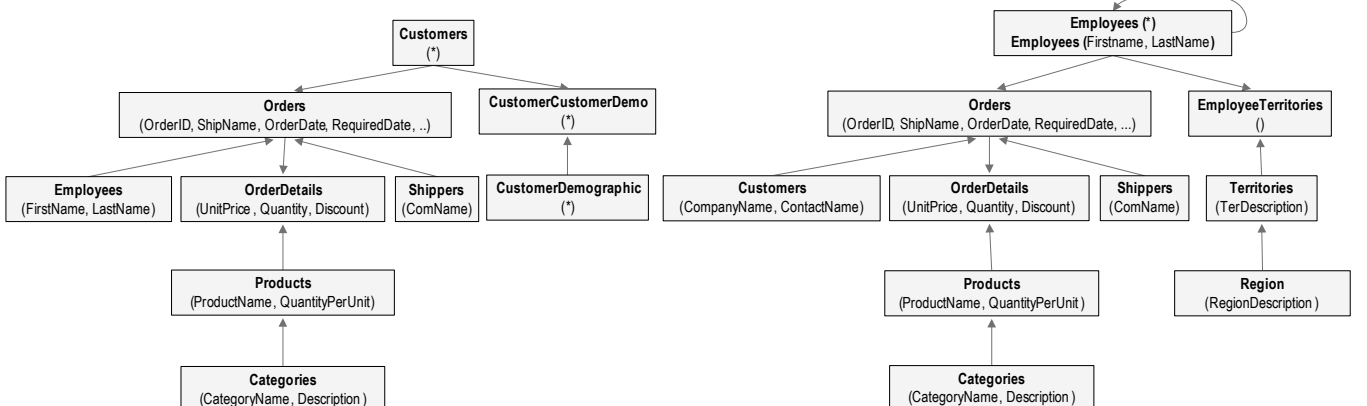 Customers
(*)
Orders
(OrderID, ShipName, OrderDate, RequiredDate, ..)
CustomerCustomerDemo
(*)
Employees
(FirstName, LastName)
OrderDetails
(UnitPrice, Quantity, Discount)
Shippers
(ComName)
CustomerDemographic
(*)
Products
(ProductName, QuantityPerUnit)
Categories
(CategoryName, Description)
Employees (*)
Employees (Firstname, LastName)
Orders
(OrderID, ShipName, OrderDate, RequiredDate, ...)
EmployeeTerritories
()
Customers
(CompanyName, ContactName)
OrderDetails
(UnitPrice, Quantity, Discount)
Shippers
(ComName)
Territories
(TerDescription)
Products
(ProductName, QuantityPerUnit)
Region
(RegionDescription)
Categories
(CategoryName, Description)